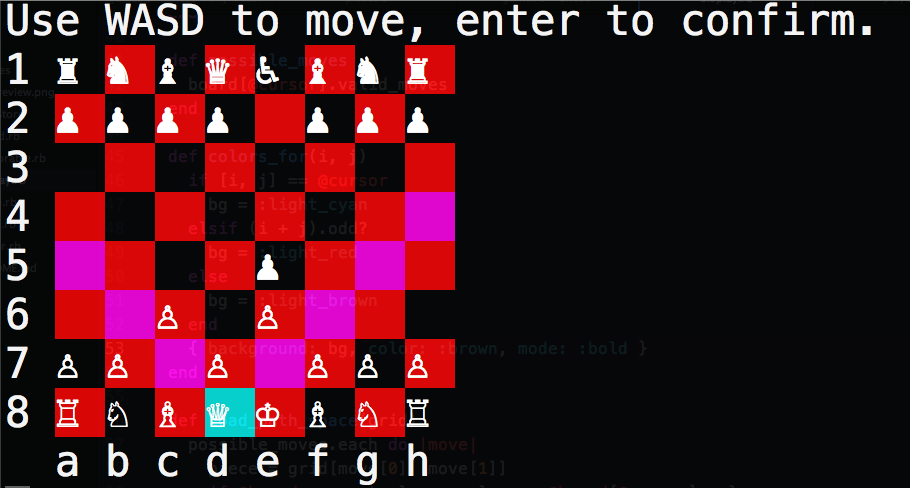 Use WASD to move, enter to confirm.
1
board[@cursor].valid_moves
2
end
3
def colors_for(i, j)
if [i, j] == @cursor
4
bg = :light_cyan
elsif (i + j).odd?
5
bg = :light_red
else
6
bg = :light_brown
end
7
53 { background: bg, color: :brown, mode: :bold }
end
8
possible_moves.each do |move|
a b c d e f g h